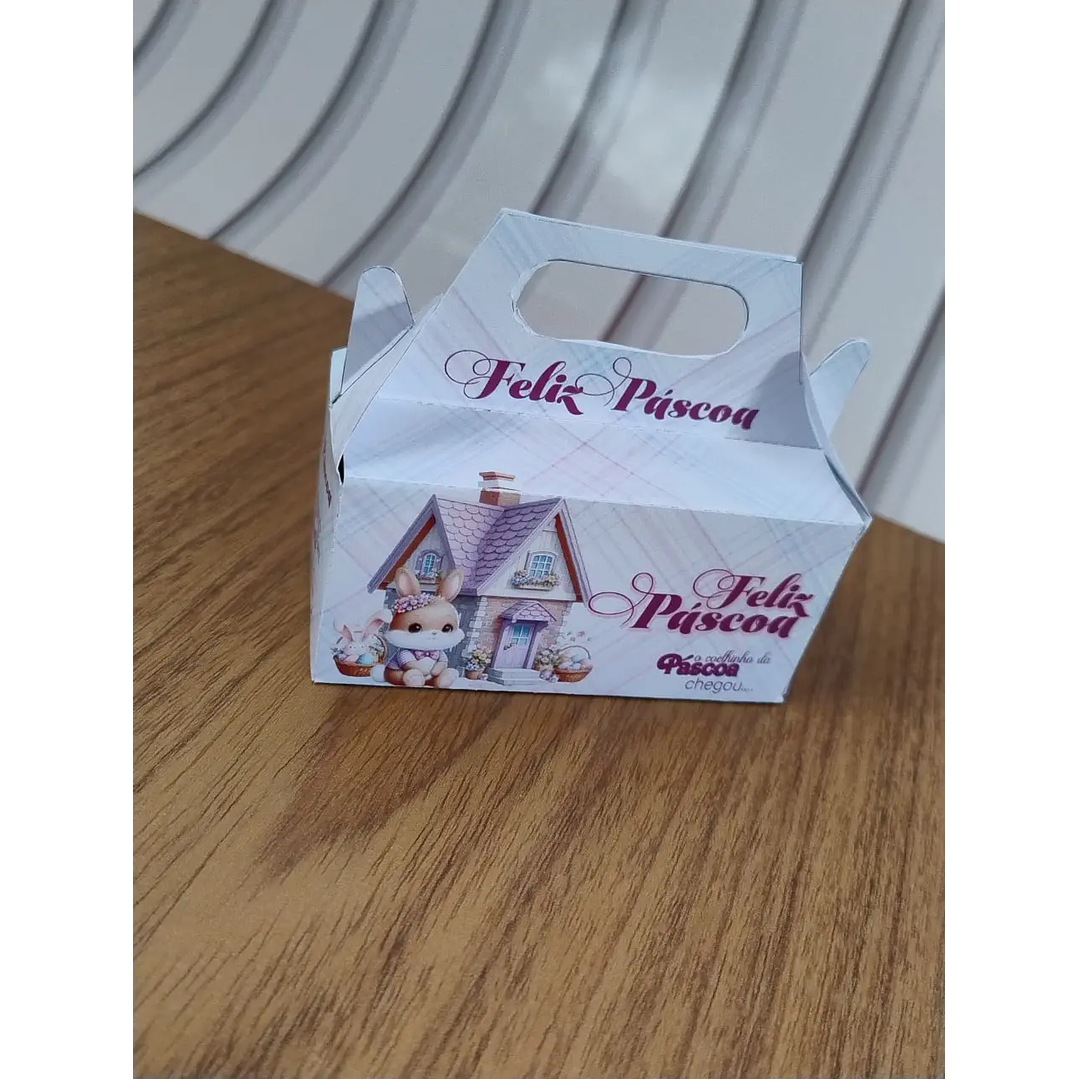 Feliz Páscoa
Feliz
Páscoa
o coelhinho da
Páscoa
chegou...